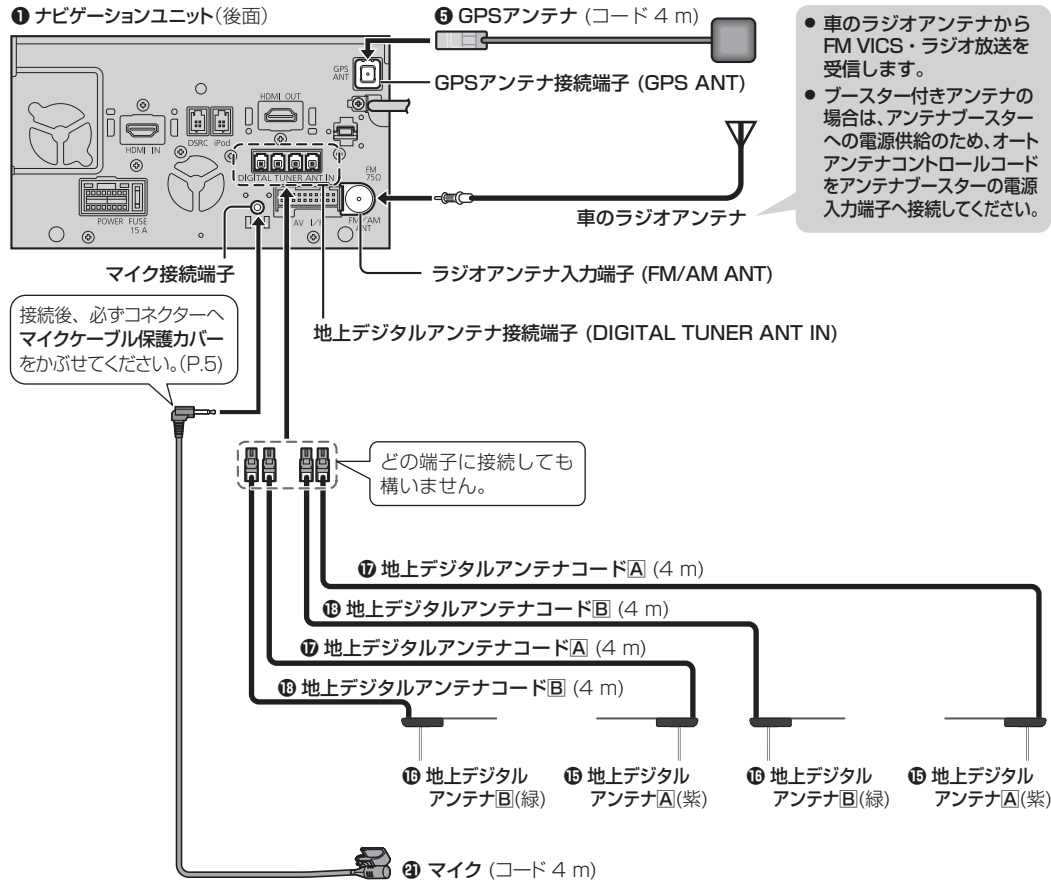 ❶ ナビゲーションユニット(後面)
❺ GPSアンテナ (コード 4 m)
GPS
ANT
GPSアンテナ接続端子 (GPS ANT)
● 車のラジオアンテナから
FM VICS・ラジオ放送を
受信します。
● ブースター付きアンテナの
場合は、アンテナブースター
への電源供給のため、オート
アンテナコントロールコード
をアンテナブースターの電源
入力端子へ接続してください。
HDMI OUT
HDMI IN
DSRC iPod
DIGITAL TUNER ANT IN
FM
75Ω
POWER FUSE
15 A
AV I/F
FM/AM
ANT
車のラジオアンテナ
マイク接続端子
ラジオアンテナ入力端子 (FM/AM ANT)
地上デジタルアンテナ接続端子 (DIGITAL TUNER ANT IN)
接続後、必ずコネクターへ
マイクケーブル保護カバー
をかぶせてください。(P.5)
どの端子に接続しても
構いません。
⓱ 地上デジタルアンテナコードA (4 m)
⓲ 地上デジタルアンテナコードB (4 m)
⓱ 地上デジタルアンテナコードA (4 m)
⓲ 地上デジタルアンテナコードB (4 m)
⓰ 地上デジタル
アンテナB(緑)
⓯ 地上デジタル
アンテナA(紫)
⓰ 地上デジタル
アンテナB(緑)
⓯ 地上デジタル
アンテナA(紫)
㉑ マイク (コード 4 m)